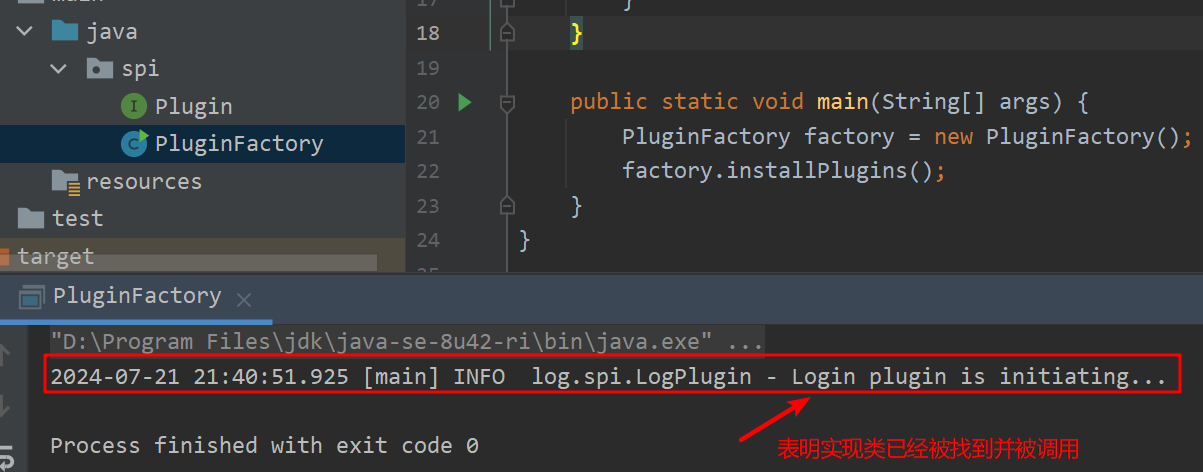 main
java
spi
I Plugin
C PluginFactory
resources
test
target
17 }
18 }
19
20 public static void main(String[] args) {
21 PluginFactory factory = new PluginFactory();
22 factory.installPlugins();
23 }
24 }
PluginFactory
"D:\Program Files\jdk\java-se-8u42-ri\bin\java.exe" ...
2024-07-21 21:40:51.925 [main] INFO  log.spi.LogPlugin - Login plugin is initiating...
表明实现类已经被找到并被调用
Process finished with exit code 0